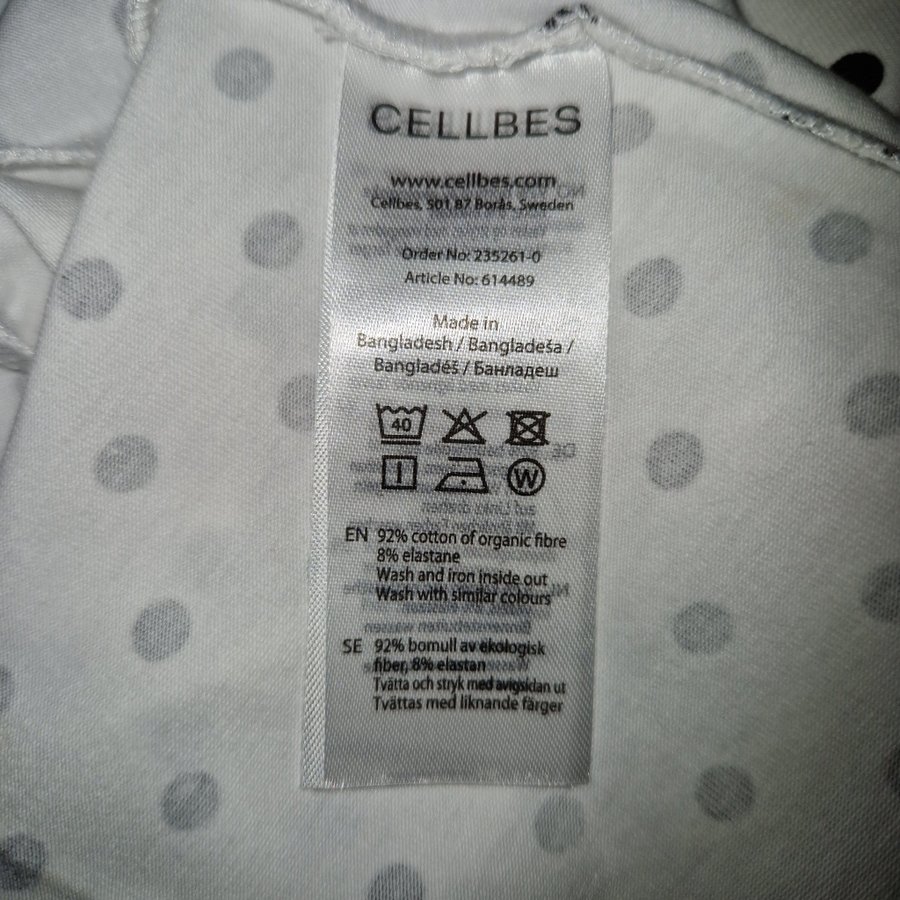 CELLBES
www.cellbes.com
Cellbes, 501 87 Borås, Sweden
Order No: 235261-0
Article No: 614489
Made in
Bangladesh / Bangladeša /
Bangladéš / Банладеш
40
W
EN 92% cotton of organic fibre
8% elastane
Wash and iron inside out
Wash with similar colours
SE 92% bomull av ekologisk
fiber, 8% elastan
Tvätta och stryk med avigsidan ut
Tvättas med liknande färger